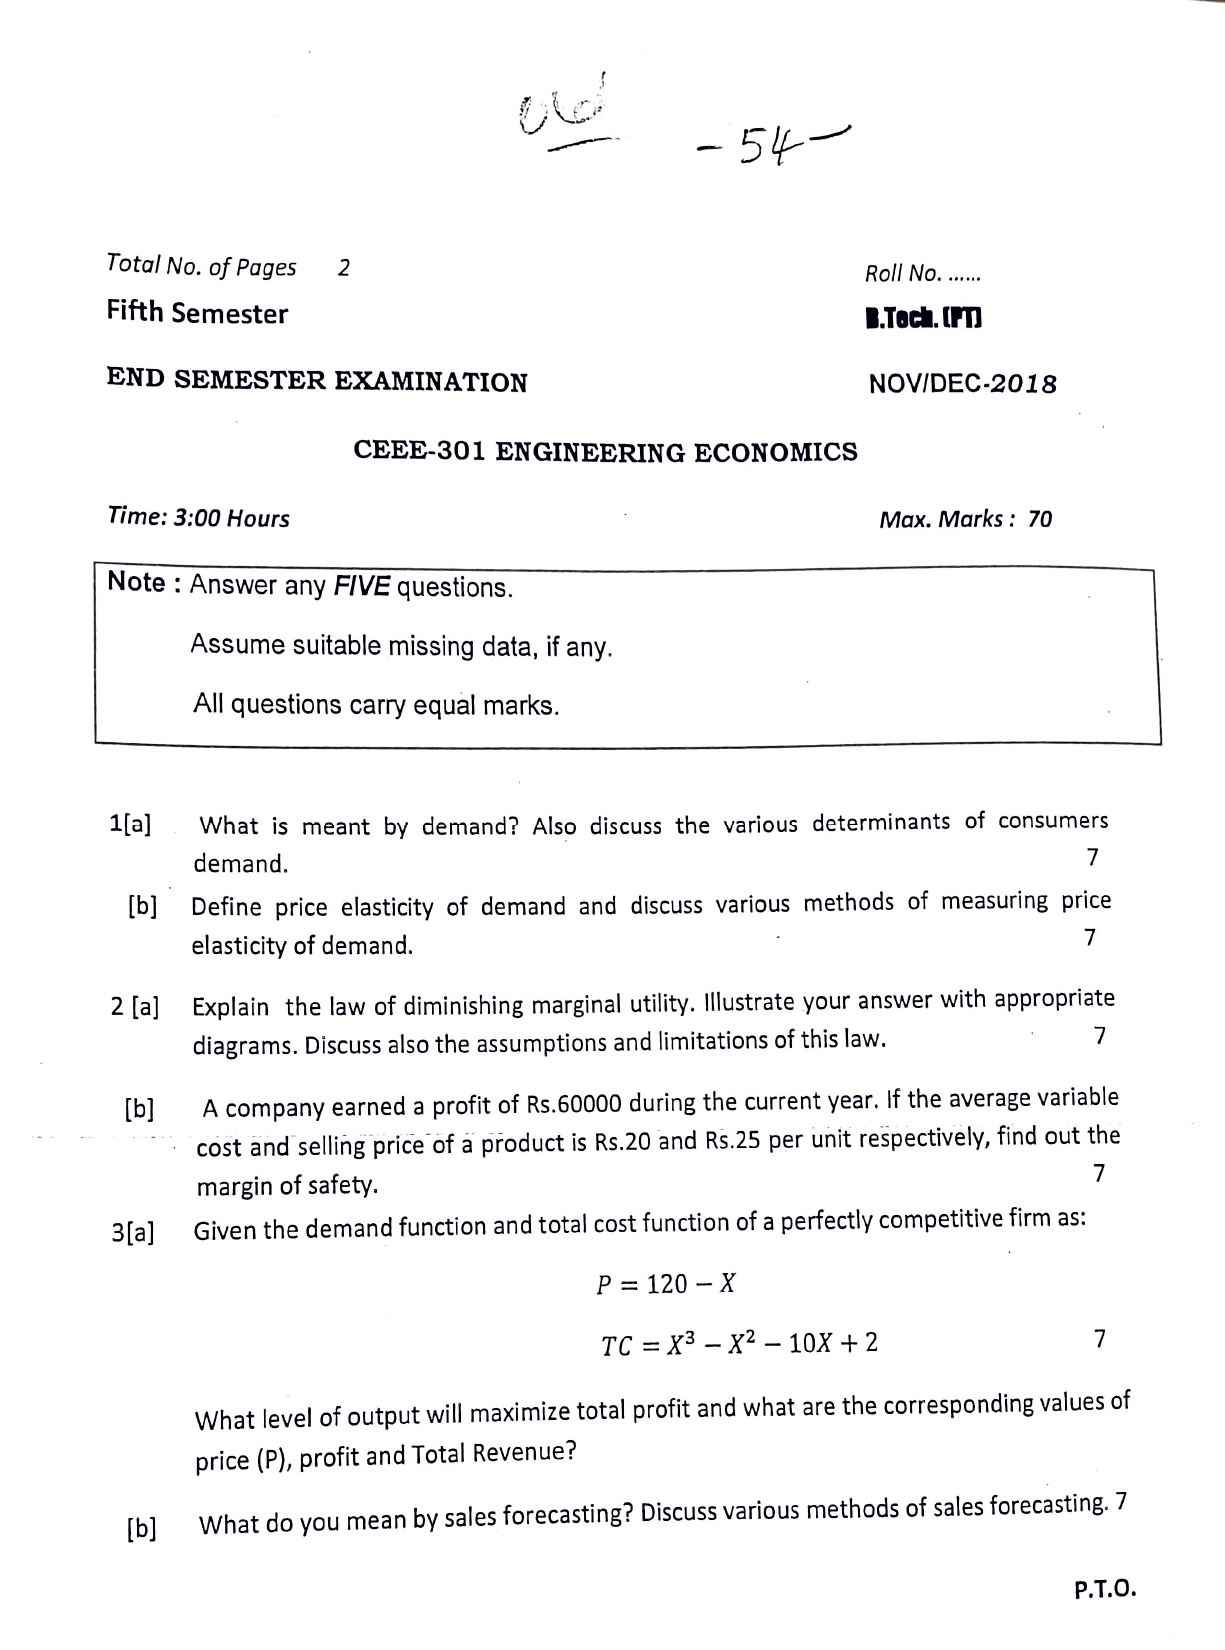 Old
- 54 -
Total No. of Pages 2
Roll No. ......
Fifth Semester
B.Tech. (PT)
END SEMESTER EXAMINATION
NOV/DEC-2018
CEEE-301 ENGINEERING ECONOMICS
Time: 3:00 Hours
Max. Marks : 70
Note : Answer any FIVE questions.
Assume suitable missing data, if any.
All questions carry equal marks.
1[a] What is meant by demand? Also discuss the various determinants of consumers
demand. 7
[b] Define price elasticity of demand and discuss various methods of measuring price
elasticity of demand. 7
2 [a] Explain the law of diminishing marginal utility. Illustrate your answer with appropriate
diagrams. Discuss also the assumptions and limitations of this law. 7
[b] A company earned a profit of Rs.60000 during the current year. If the average variable
cost and selling price of a product is Rs.20 and Rs.25 per unit respectively, find out the
margin of safety. 7
3[a] Given the demand function and total cost function of a perfectly competitive firm as:
P = 120 − X
TC = X³ − X² − 10X + 2 7
What level of output will maximize total profit and what are the corresponding values of
price (P), profit and Total Revenue?
[b] What do you mean by sales forecasting? Discuss various methods of sales forecasting. 7
P.T.O.